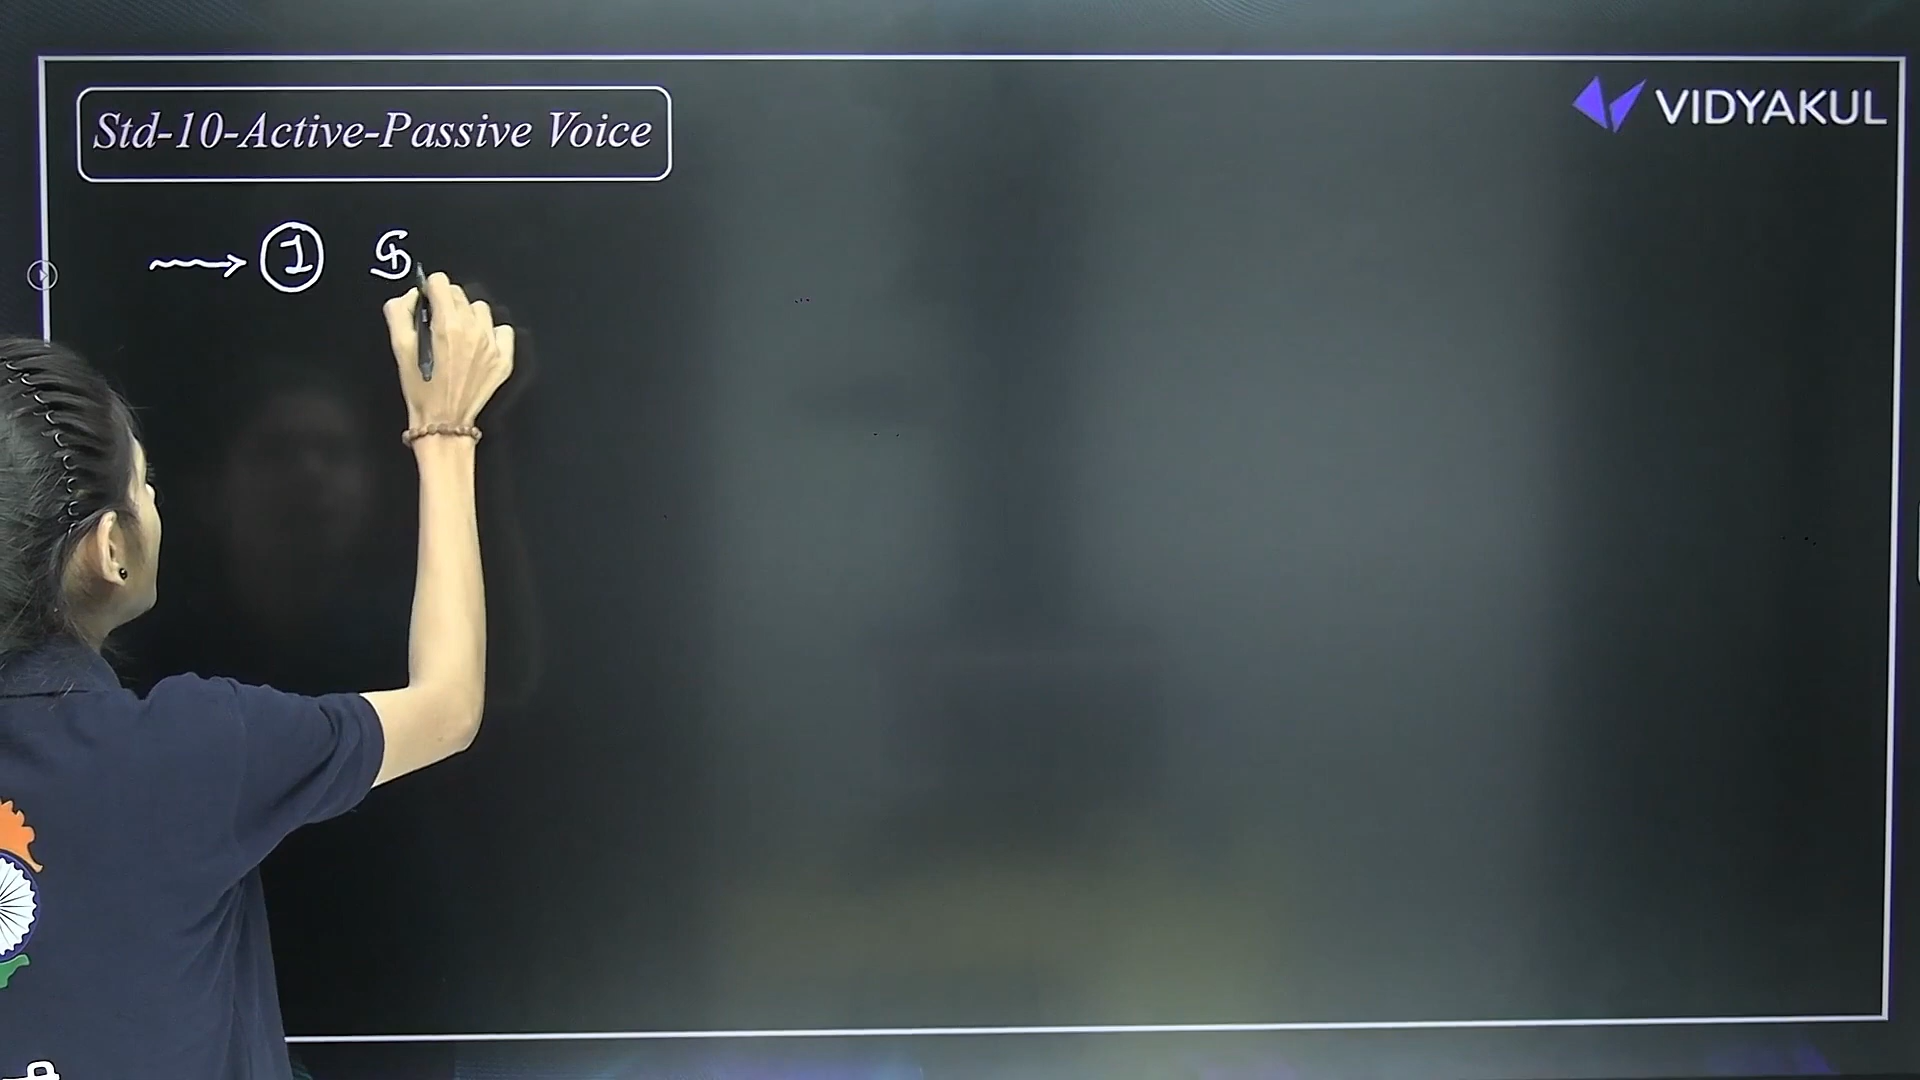 Std-10-Active-Passive Voice
VIDYAKUL
→ ① ક